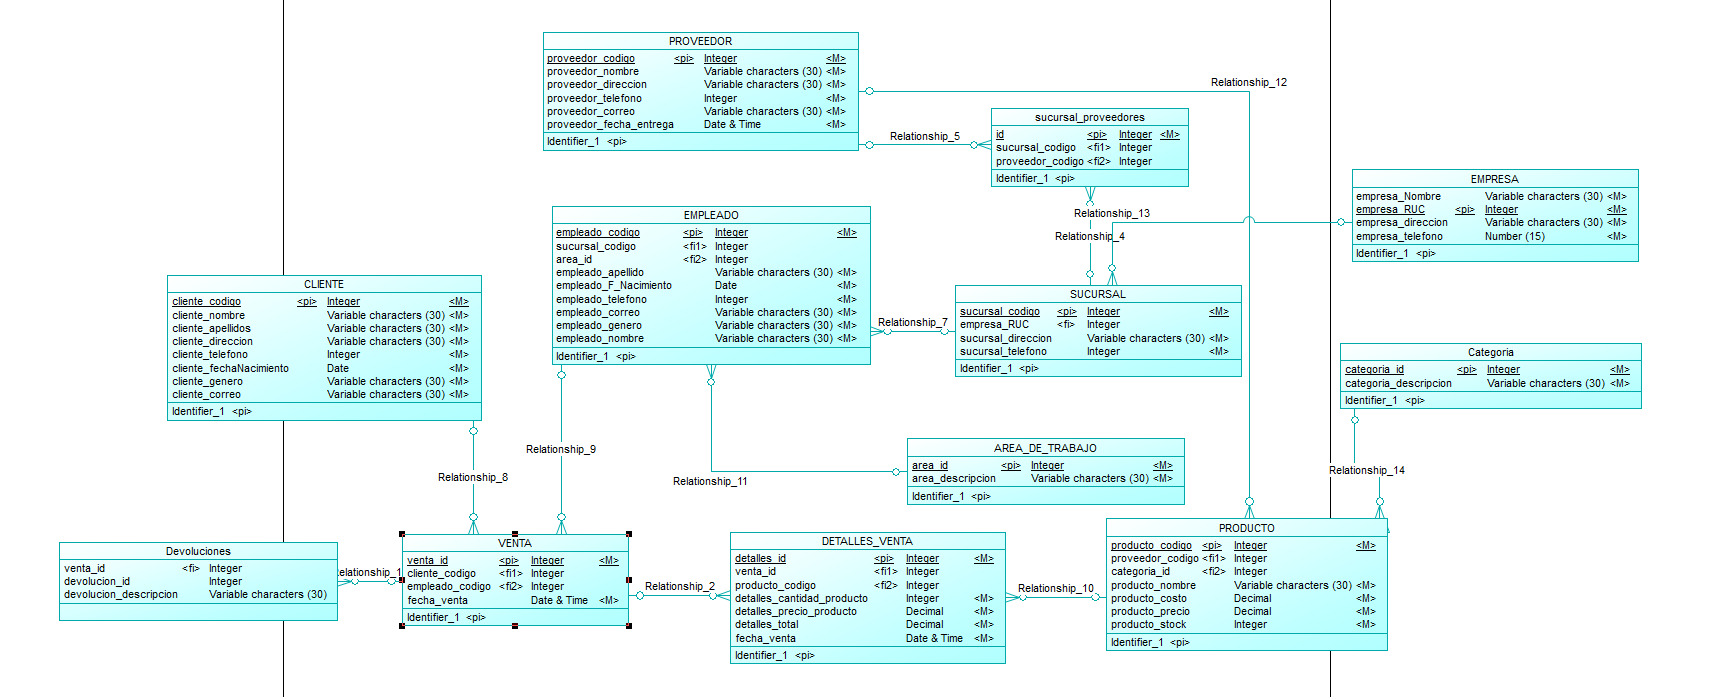 PROVEEDOR
proveedor_codigo <pi> Integer <M>
proveedor_nombre Variable characters (30) <M>
proveedor_direccion Variable characters (30) <M>
proveedor_telefono Integer <M>
proveedor_correo Variable characters (30) <M>
proveedor_fecha_entrega Date & Time <M>
Identifier_1 <pi>
Relationship_12
Relationship_5
sucursal_proveedores
id <pi> Integer <M>
sucursal_codigo <fi1> Integer
proveedor_codigo <fi2> Integer
Identifier_1 <pi>
EMPRESA
empresa_Nombre Variable characters (30) <M>
empresa_RUC <pi> Integer <M>
empresa_direccion Variable characters (30) <M>
empresa_telefono Number (15) <M>
Identifier_1 <pi>
Relationship_13
Relationship_4
EMPLEADO
empleado_codigo <pi> Integer <M>
sucursal_codigo <fi1> Integer
area_id <fi2> Integer
empleado_apellido Variable characters (30) <M>
empleado_F_Nacimiento Date <M>
empleado_telefono Integer <M>
empleado_correo Variable characters (30) <M>
empleado_genero Variable characters (30) <M>
empleado_nombre Variable characters (30) <M>
Identifier_1 <pi>
CLIENTE
cliente_codigo <pi> Integer <M>
cliente_nombre Variable characters (30) <M>
cliente_apellidos Variable characters (30) <M>
cliente_direccion Variable characters (30) <M>
cliente_telefono Integer <M>
cliente_fechaNacimiento Date <M>
cliente_genero Variable characters (30) <M>
cliente_correo Variable characters (30) <M>
Identifier_1 <pi>
Relationship_7
SUCURSAL
sucursal_codigo <pi> Integer <M>
empresa_RUC <fi> Integer
sucursal_direccion Variable characters (30) <M>
sucursal_telefono Integer <M>
Identifier_1 <pi>
Categoria
categoria_id <pi> Integer <M>
categoria_descripcion Variable characters (30) <M>
Identifier_1 <pi>
Relationship_8
Relationship_9
Relationship_11
AREA_DE_TRABAJO
area_id <pi> Integer <M>
area_descripcion Variable characters (30) <M>
Identifier_1 <pi>
Relationship_14
Devoluciones
venta_id <fi> Integer
devolucion_id Integer
devolucion_descripcion Variable characters (30)
elationship_1
VENTA
venta_id <pi> Integer <M>
cliente_codigo <fi1> Integer
empleado_codigo <fi2> Integer
fecha_venta Date & Time <M>
Identifier_1 <pi>
Relationship_2
DETALLES_VENTA
detalles_id <pi> Integer <M>
venta_id <fi1> Integer
producto_codigo <fi2> Integer
detalles_cantidad_producto Integer <M>
detalles_precio_producto Decimal <M>
detalles_total Decimal <M>
fecha_venta Date & Time <M>
Identifier_1 <pi>
Relationship_10
PRODUCTO
producto_codigo <pi> Integer <M>
proveedor_codigo <fi1> Integer
categoria_id <fi2> Integer
producto_nombre Variable characters (30) <M>
producto_costo Decimal <M>
producto_precio Decimal <M>
producto_stock Integer <M>
Identifier_1 <pi>